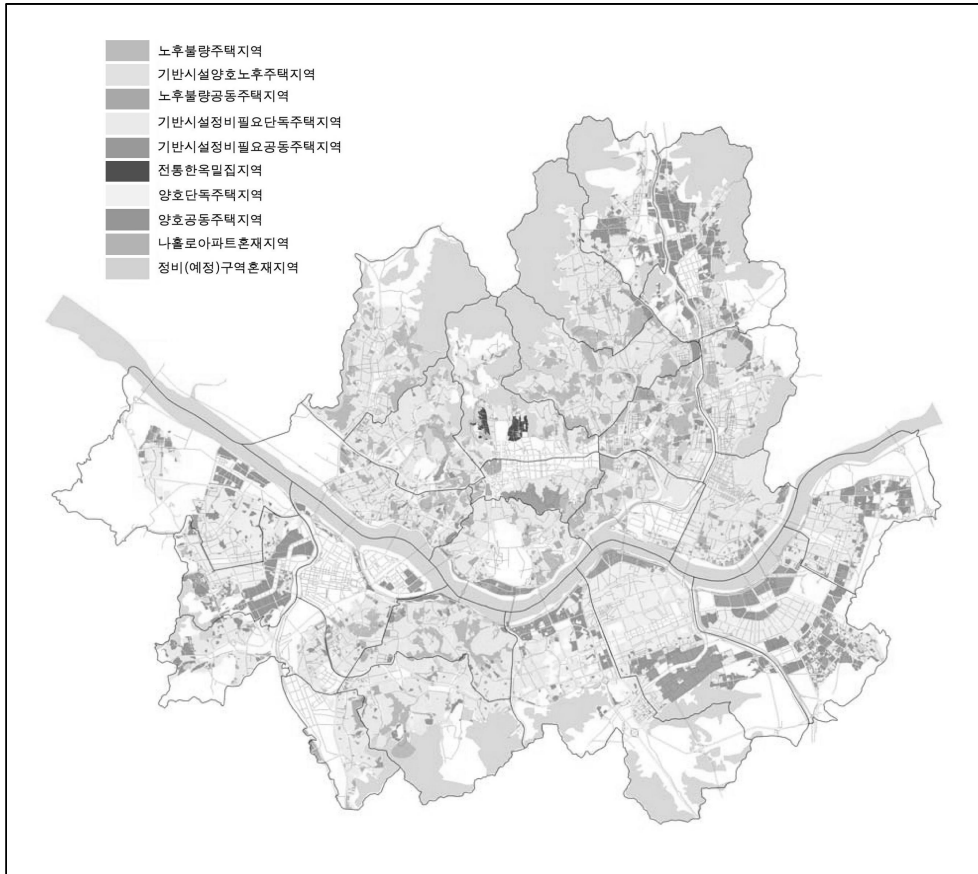 노후불량주택지역
기반시설양호노후주택지역
노후불량공동주택지역
기반시설정비필요단독주택지역
기반시설정비필요공동주택지역
전통한옥밀집지역
양호단독주택지역
양호공동주택지역
나홀로아파트혼재지역
정비(예정)구역혼재지역